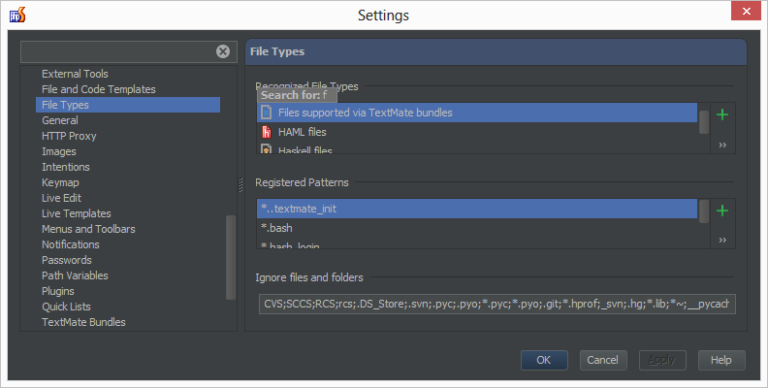 Settings
External Tools
File and Code Templates
File Types
General
HTTP Proxy
Images
Intentions
Keymap
Live Edit
Live Templates
Menus and Toolbars
Notifications
Passwords
Path Variables
Plugins
Quick Lists
TextMate Bundles
File Types
Recognized File Types
Search for: f
Files supported via TextMate bundles
HAML files
Haskell files
Registered Patterns
*..textmate_init
*.bash
*.bash_login
Ignore files and folders
CVS;SCCS;RCS;rcs;.DS_Store;.svn;.pyc;.pyo;*.pyc;*.pyo;.git;*.hprof;_svn;.hg;*.lib;*~;__pycach
OK
Cancel
Apply
Help